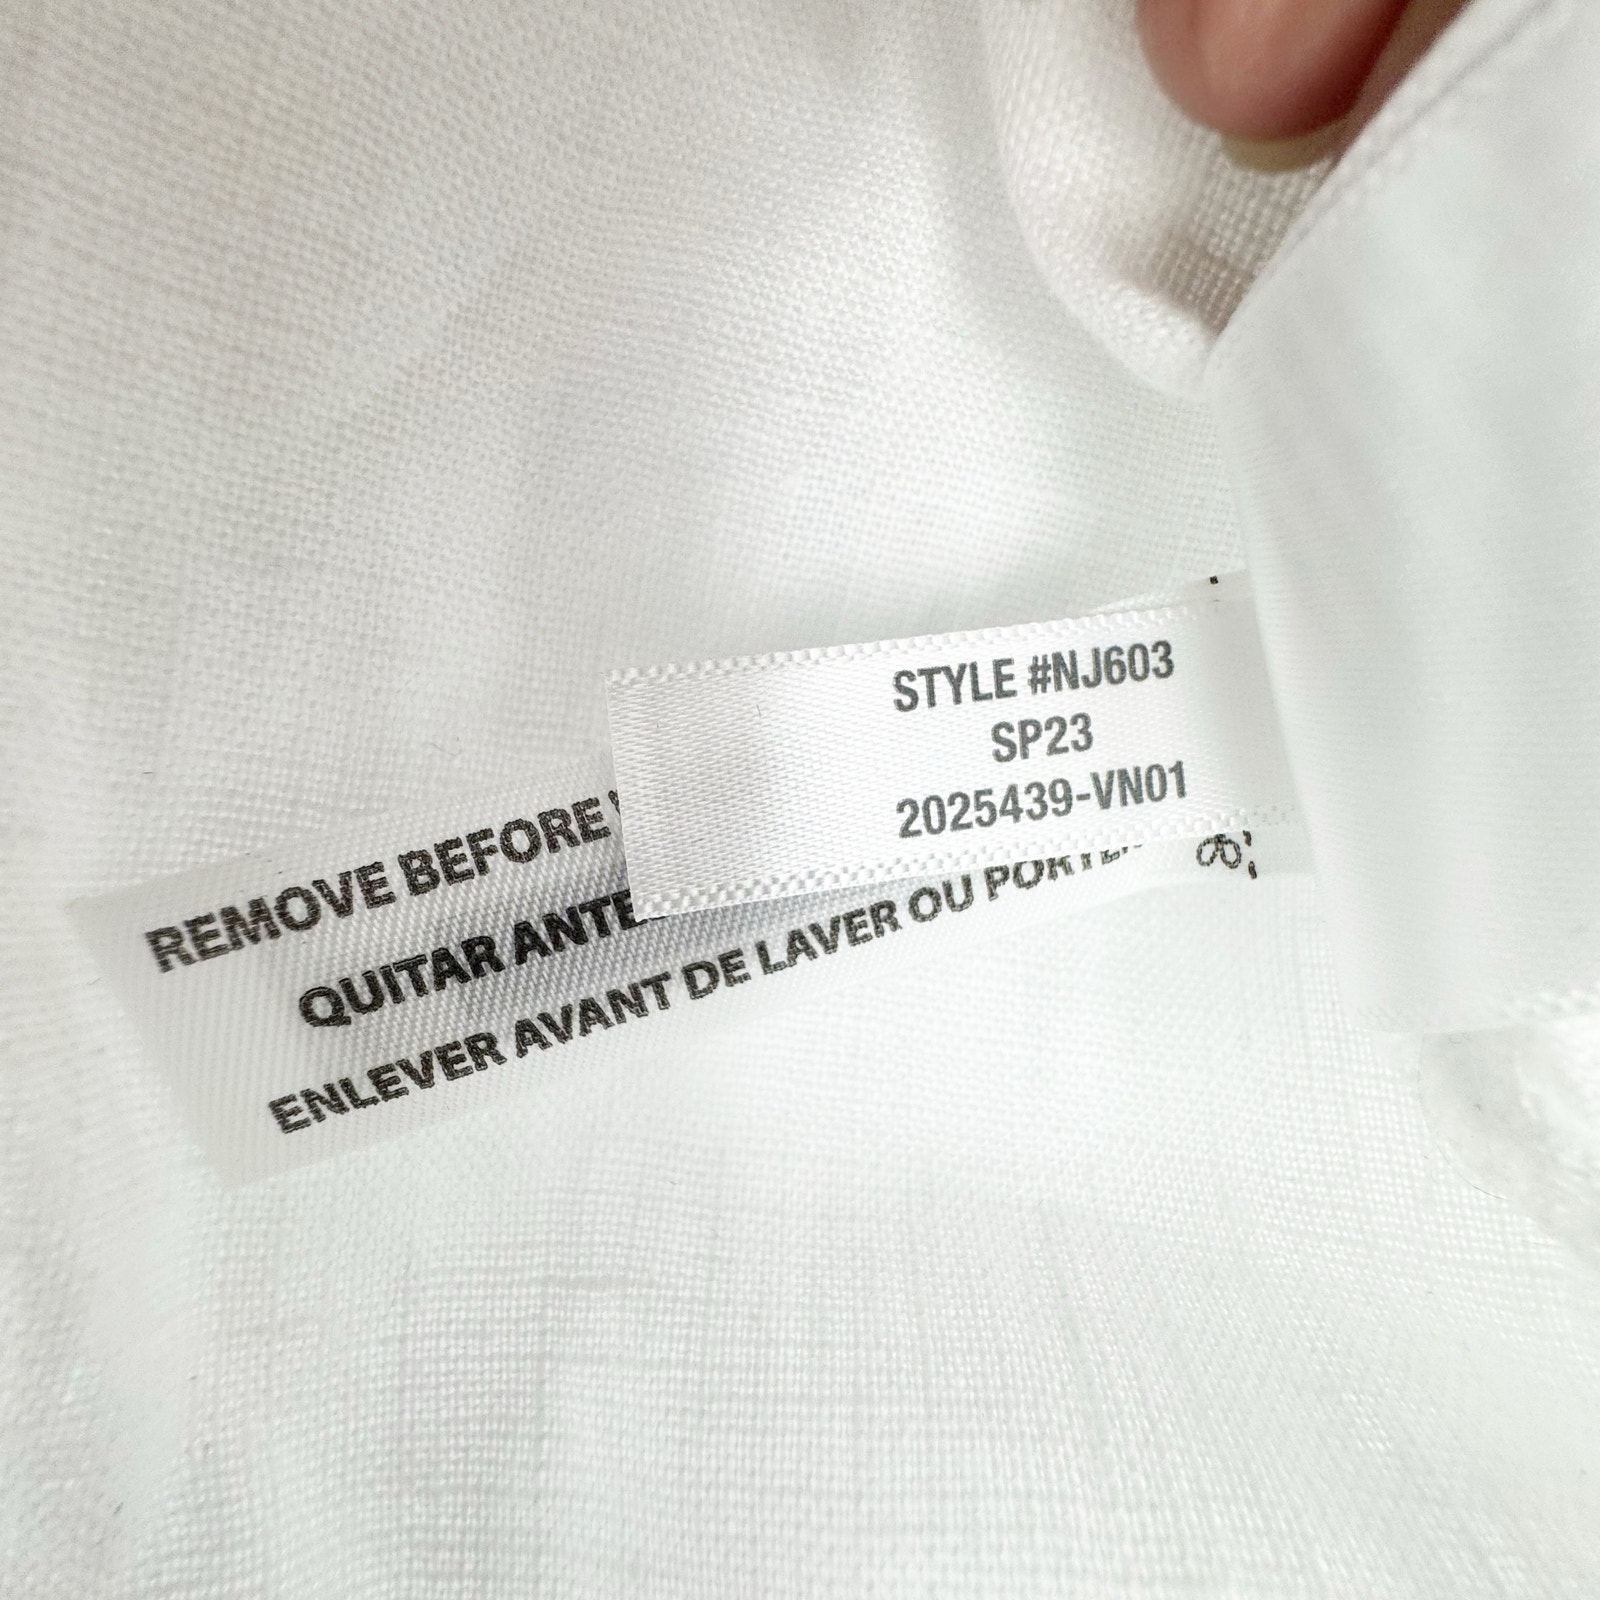 STYLE #NJ603
SP23
2025439-VN01
REMOVE BEFORE
QUITAR ANTE
ENLEVER AVANT DE LAVER OU PORTER